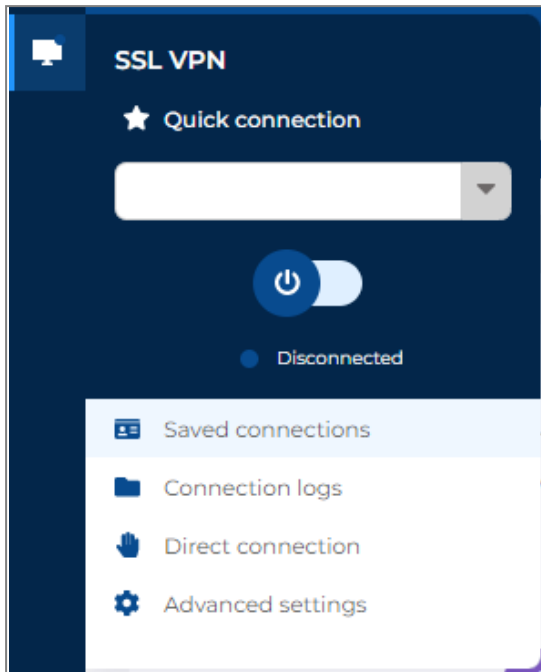 SSL VPN
Quick connection
Disconnected
Saved connections
Connection logs
Direct connection
Advanced settings